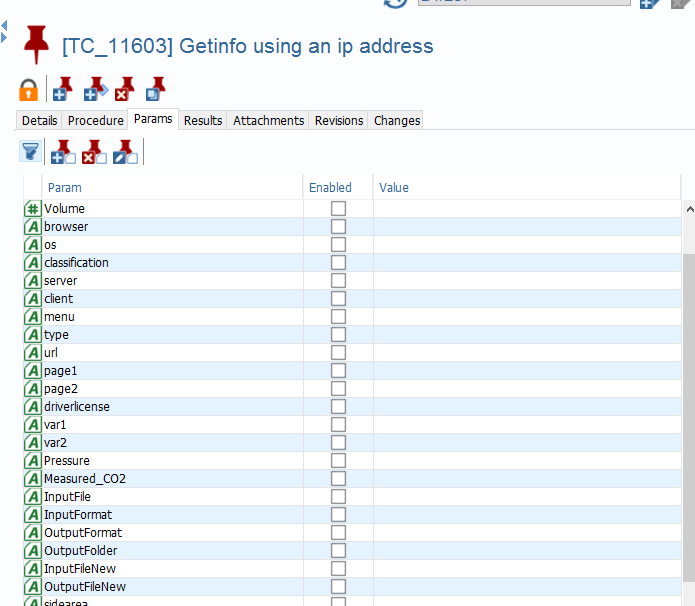 [TC_11603] Getinfo using an ip address
Details Procedure Params Results Attachments Revisions Changes
Param Enabled Value
# Volume
A browser
A os
A classification
A server
A client
A menu
A type
A url
A page1
A page2
A driverlicense
A var1
A var2
A Pressure
A Measured_CO2
A InputFile
A InputFormat
A OutputFormat
A OutputFolder
A InputFileNew
A OutputFileNew
A sidearea